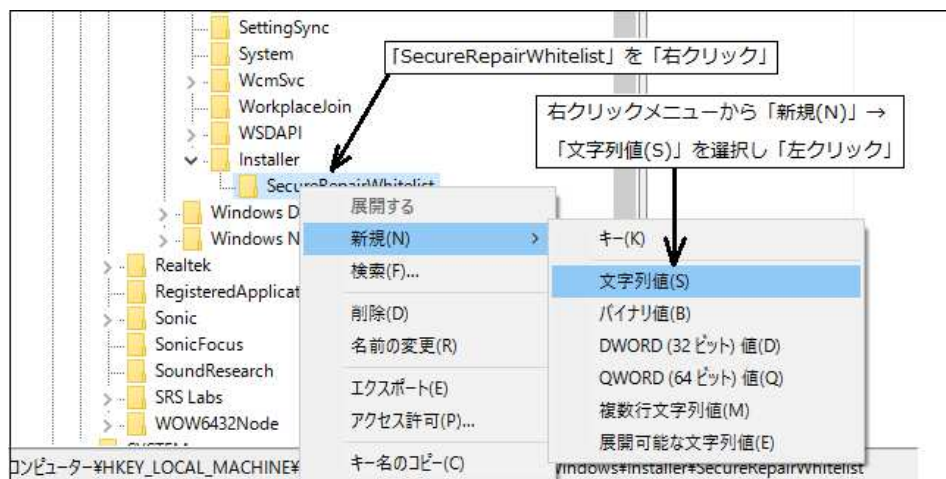 SettingSync
System
「SecureRepairWhitelist」を「右クリック」
WcmSvc
WorkplaceJoin
右クリックメニューから「新規(N)」→
「文字列値(S)」を選択し「左クリック」
WSDAPI
Installer
SecureRepairWhitelist
Windows D
Windows N
Realtek
RegisteredApplicat
Sonic
SonicFocus
SoundResearch
SRS Labs
WOW6432Node
SYSTEM
展開する
新規(N)
検索(F)...
削除(D)
名前の変更(R)
エクスポート(E)
アクセス許可(P)...
キー名のコピー(C)
キー(K)
文字列値(S)
バイナリ値(B)
DWORD (32 ビット) 値(D)
QWORD (64 ビット) 値(Q)
複数行文字列値(M)
展開可能な文字列値(E)
コンピューター¥HKEY_LOCAL_MACHINE¥
Windows¥Installer¥SecureRepairWhitelist